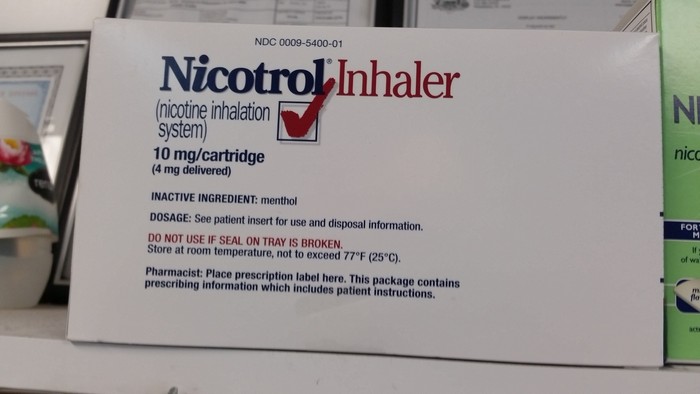 NDC 0009-5400-01
Nicotrol® Inhaler
(nicotine inhalation
system)
10 mg/cartridge
(4 mg delivered)
INACTIVE INGREDIENT: menthol
DOSAGE: See patient insert for use and disposal information.
DO NOT USE IF SEAL ON TRAY IS BROKEN.
Store at room temperature, not to exceed 77°F (25°C).
Pharmacist: Place prescription label here. This package contains
prescribing information which includes patient instructions.